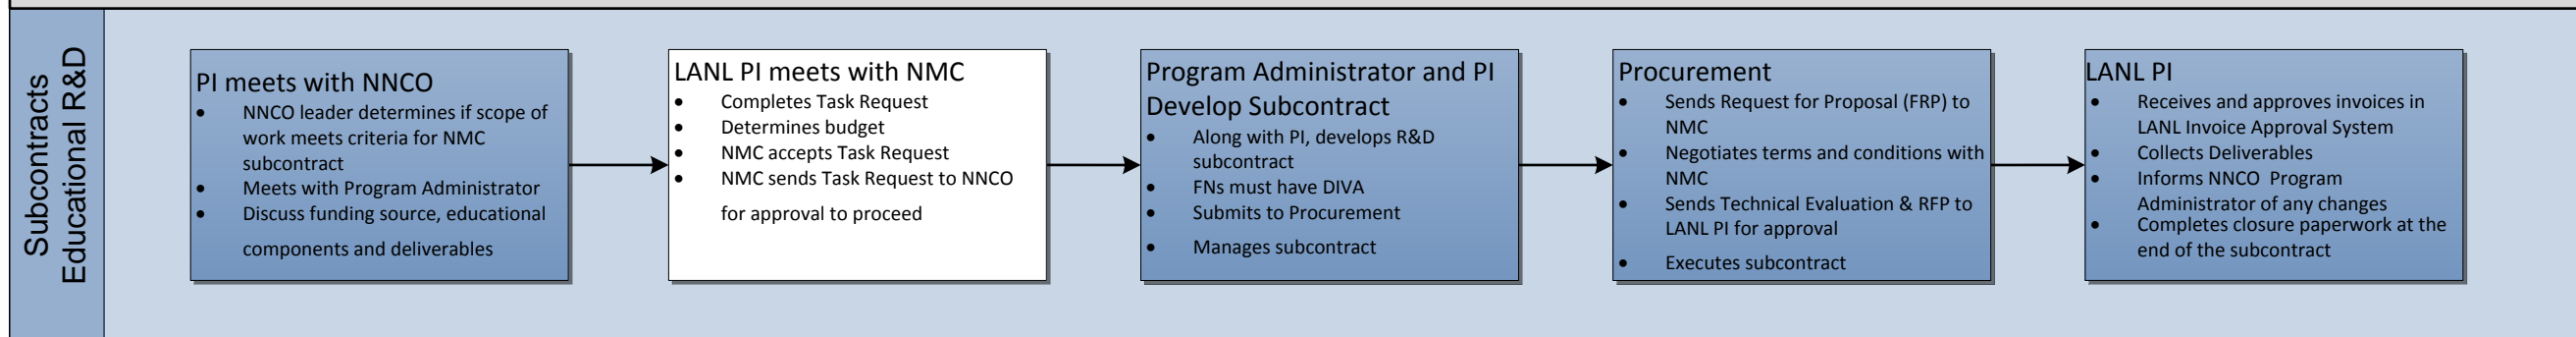 Subcontracts
Educational R&D
PI meets with NNCO
• NNCO leader determines if scope of
work meets criteria for NMC
subcontract
• Meets with Program Administrator
• Discuss funding source, educational
components and deliverables
LANL PI meets with NMC
• Completes Task Request
• Determines budget
• NMC accepts Task Request
• NMC sends Task Request to NNCO
for approval to proceed
Program Administrator and PI
Develop Subcontract
• Along with PI, develops R&D
subcontract
• FNs must have DIVA
• Submits to Procurement
• Manages subcontract
Procurement
• Sends Request for Proposal (FRP) to
NMC
• Negotiates terms and conditions with
NMC
• Sends Technical Evaluation & RFP to
LANL PI for approval
• Executes subcontract
LANL PI
• Receives and approves invoices in
LANL Invoice Approval System
• Collects Deliverables
• Informs NNCO Program
Administrator of any changes
• Completes closure paperwork at the
end of the subcontract